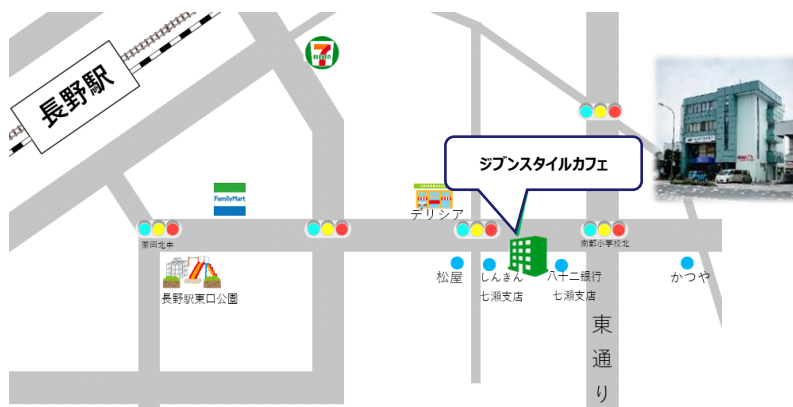 長野駅
7
ELEVEN
ジブンスタイルカフェ
FamilyMart
デリシア
栗田北中
南部小学校北
長野駅東口公園
松屋
しんきん
七瀬支店
八十二銀行
七瀬支店
かつや
東通り